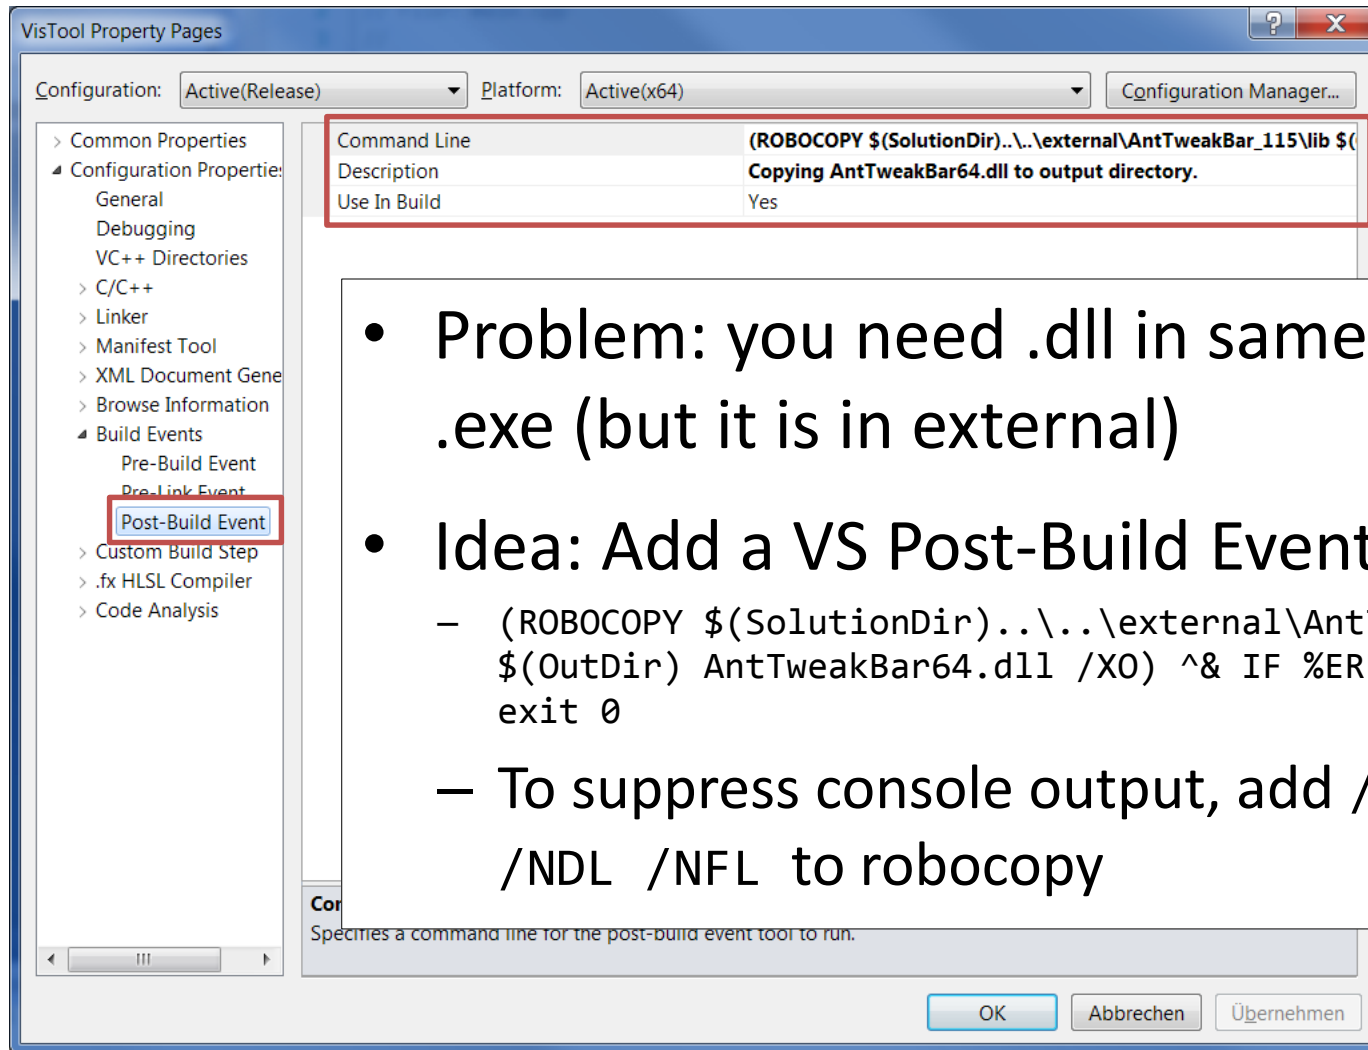 VisTool Property Pages
Configuration: Active(Release) Platform: Active(x64) Configuration Manager...
Common Properties
Configuration Properties
General
Debugging
VC++ Directories
C/C++
Linker
Manifest Tool
XML Document Gene
Browse Information
Build Events
Pre-Build Event
Pre-Link Event
Post-Build Event
Custom Build Step
.fx HLSL Compiler
Code Analysis
Command Line (ROBOCOPY $(SolutionDir)..\..\external\AntTweakBar_115\lib $(
Description Copying AntTweakBar64.dll to output directory.
Use In Build Yes
• Problem: you need .dll in same
.exe (but it is in external)
• Idea: Add a VS Post-Build Event
– (ROBOCOPY $(SolutionDir)..\..\external\Ant
$(OutDir) AntTweakBar64.dll /XO) ^& IF %ER
exit 0
– To suppress console output, add /
/NDL /NFL to robocopy
Specifies a command line for the post-build event tool to run.
OK Abbrechen Übernehmen